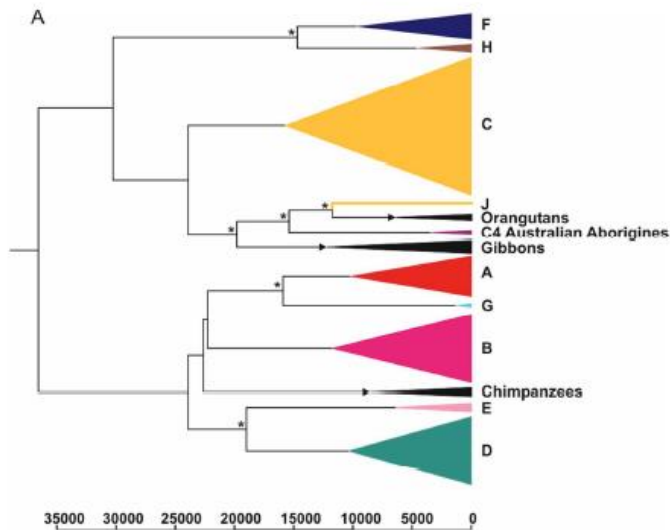 A
F
H
C
J
Orangutans
C4 Australian Aborigines
Gibbons
A
G
B
Chimpanzees
E
D
35000 30000 25000 20000 15000 10000 5000 0